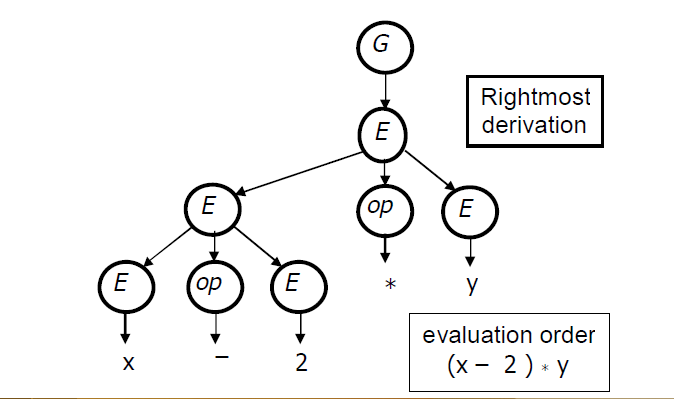 G
Rightmost
derivation
E
E
op
E
E
op
E
*
y
x
–
2
evaluation order
(x – 2 ) * y